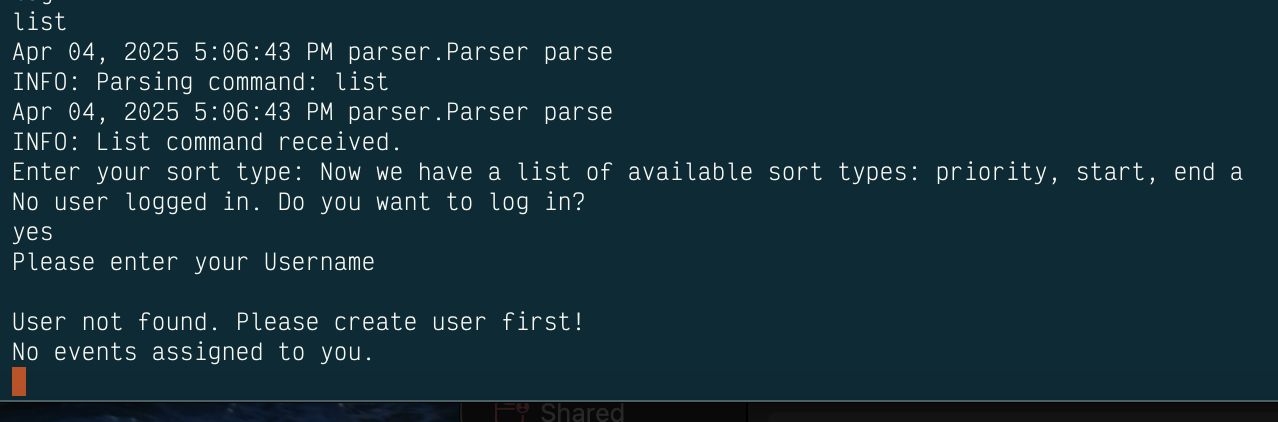 list
Apr 04, 2025 5:06:43 PM parser.Parser parse
INFO: Parsing command: list
Apr 04, 2025 5:06:43 PM parser.Parser parse
INFO: List command received.
Enter your sort type: Now we have a list of available sort types: priority, start, end a
No user logged in. Do you want to log in?
yes
Please enter your Username
User not found. Please create user first!
No events assigned to you.
Shared